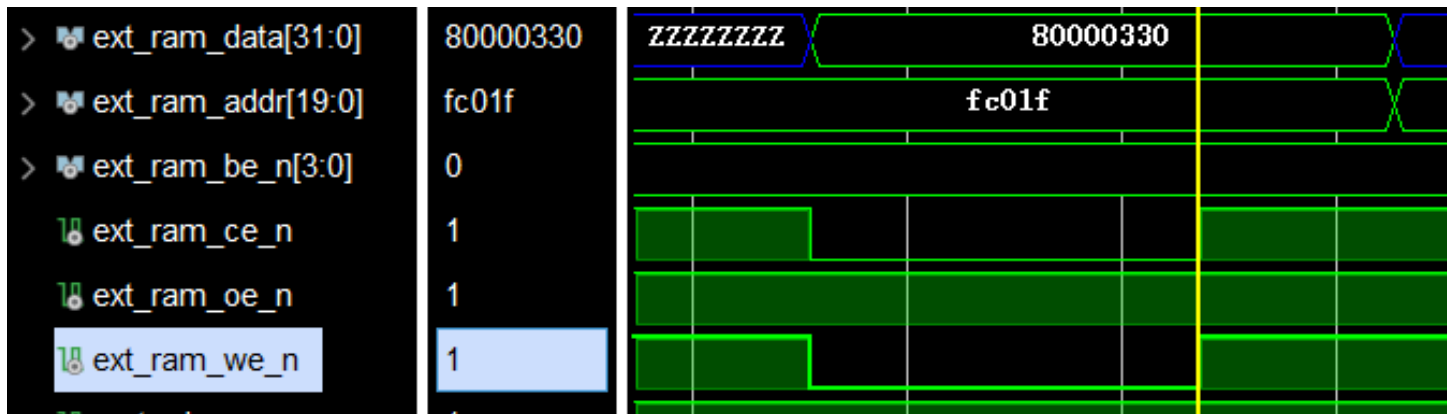 > ext_ram_data[31:0] 80000330 ZZZZZZZZ 80000330
> ext_ram_addr[19:0] fc01f fc01f
> ext_ram_be_n[3:0] 0
ext_ram_ce_n 1
ext_ram_oe_n 1
ext_ram_we_n 1